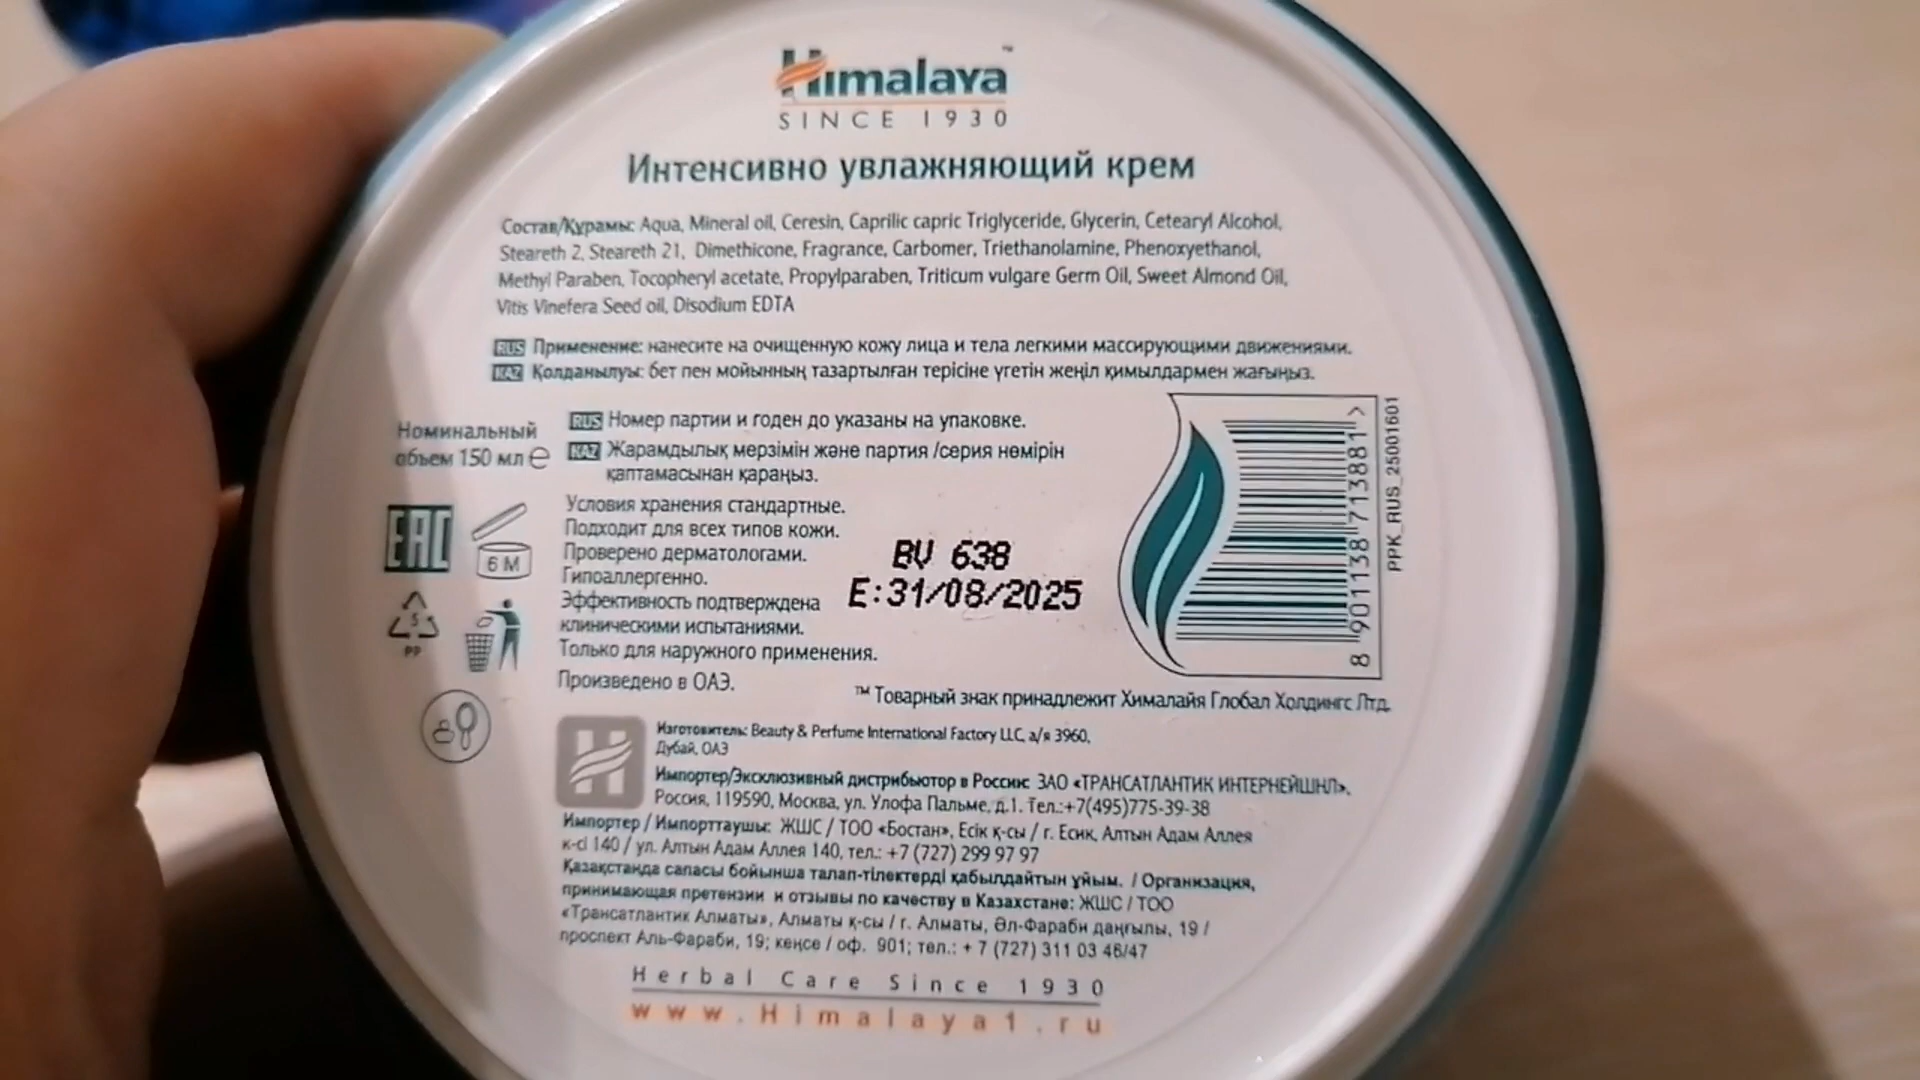 Himalaya™
SINCE 1930
Интенсивно увлажняющий крем
Состав/Құрамы: Aqua, Mineral oil, Ceresin, Caprilic capric Triglyceride, Glycerin, Cetearyl Alcohol,
Steareth 2, Steareth 21, Dimethicone, Fragrance, Carbomer, Triethanolamine, Phenoxyethanol,
Methyl Paraben, Tocopheryl acetate, Propylparaben, Triticum vulgare Germ Oil, Sweet Almond Oil,
Vitis Vinefera Seed oil, Disodium EDTA
RUS Применение: нанесите на очищенную кожу лица и тела легкими массирующими движениями.
KAZ Қолданылуы: бет пен мойынның тазартылған терісіне үгетін жеңіл қимылдармен жағыңыз.
Номинальный
объем 150 мл ℮
RUS Номер партии и годен до указаны на упаковке.
KAZ Жарамдылық мерзімін және партия /серия нөмірін
қаптамасынан қараңыз.
Условия хранения стандартные.
Подходит для всех типов кожи.
Проверено дерматологами.
Гипоаллергенно.
Эффективность подтверждена
клиническими испытаниями.
Только для наружного применения.
Произведено в ОАЭ.
EAC
6 M
5
PP
BV 638
E:31/08/2025
8 901138 713881 >
PPK_RUS_25001601
™ Товарный знак принадлежит Хималайя Глобал Холдингс Лтд.
Изготовитель: Beauty & Perfume International Factory LLC, а/я 3960,
Дубай, ОАЭ
Импортер/Эксклюзивный дистрибьютор в России: ЗАО «ТРАНСАТЛАНТИК ИНТЕРНЕЙШНЛ»,
Россия, 119590, Москва, ул. Улофа Пальме, д.1. Тел.:+7(495)775-39-38
Импортер / Импорттаушы: ЖШС / ТОО «Бостан», Есік қ-сы / г. Есик, Алтын Адам Аллея
к-сі 140 / ул. Алтын Адам Аллея 140, тел.: +7 (727) 299 97 97
Қазақстанда сапасы бойынша талап-тілектерді қабылдайтын ұйым. / Организация,
принимающая претензии и отзывы по качеству в Казахстане: ЖШС / ТОО
«Трансатлантик Алматы», Алматы қ-сы / г. Алматы, Әл-Фараби даңғылы, 19 /
проспект Аль-Фараби, 19; кеңсе / оф. 901; тел.: + 7 (727) 311 03 46/47
Herbal Care Since 1930
www.Himalaya1.ru